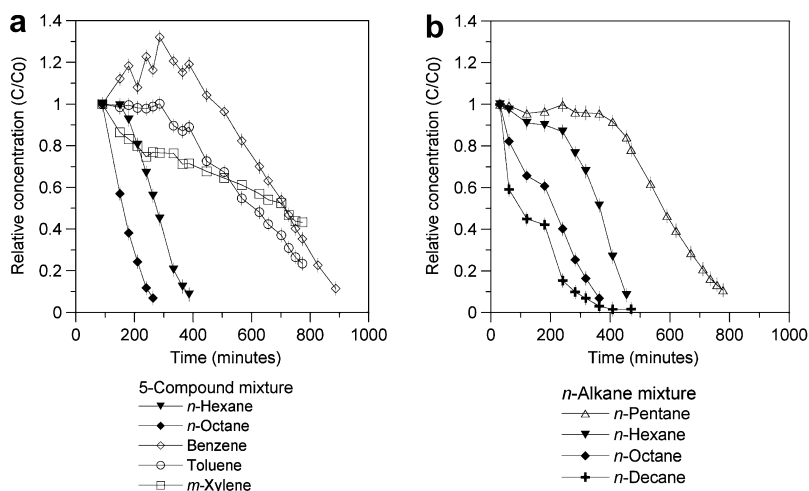 a
Relative concentration (C/C0)
1.4
1.2
1
0.8
0.6
0.4
0.2
0
0 200 400 600 800 1000
Time (minutes)
5-Compound mixture
n-Hexane
n-Octane
Benzene
Toluene
m-Xylene
b
Relative concentration (C/C0)
1.4
1.2
1
0.8
0.6
0.4
0.2
0
0 200 400 600 800 1000
Time (minutes)
n-Alkane mixture
n-Pentane
n-Hexane
n-Octane
n-Decane